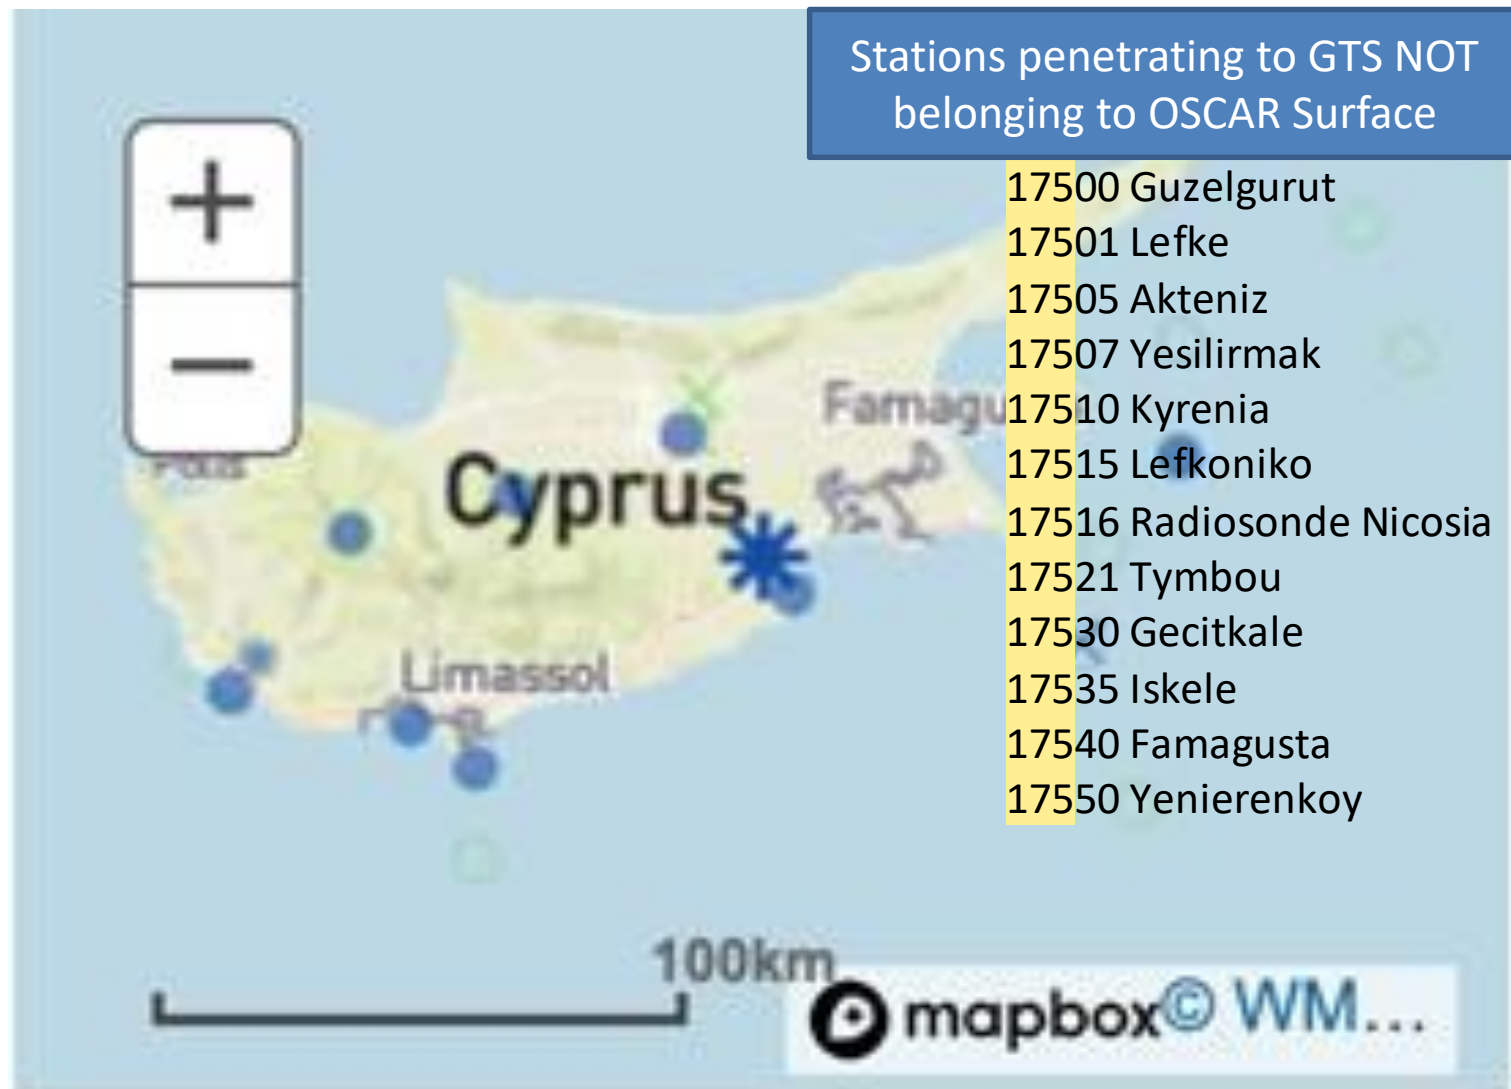 Stations penetrating to GTS NOT
belonging to OSCAR Surface
17500 Guzelgurut
17501 Lefke
17505 Akteniz
17507 Yesilirmak
17510 Kyrenia
17515 Lefkoniko
17516 Radiosonde Nicosia
17521 Tymbou
17530 Gecitkale
17535 Iskele
17540 Famagusta
17550 Yenierenkoy
+
−
Famagu
Cyprus
Limassol
100km
mapbox © WM...